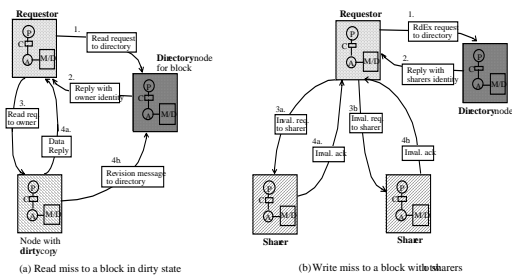 Requestor
P
C
A
M/D
1.
Read request
to directory
Directory node
for block
P
C
A
M/D
2.
Reply with
owner identity
3.
Read req.
to owner
4a.
Data
Reply
4b.
Revision message
to directory
P
C
A
M/D
Node with
dirty copy
(a) Read miss to a block in dirty state
Requestor
P
C
A
M/D
1.
RdEx request
to directory
P
C
A
M/D
2.
Reply with
sharers identity
Directory node
3a.
Inval. req.
to sharer
4a.
Inval. ack
3b.
Inval. req.
to sharer
4b.
Inval. ack
P
C
A
M/D
Sharer
P
C
A
M/D
Sharer
(b) Write miss to a block with sharers